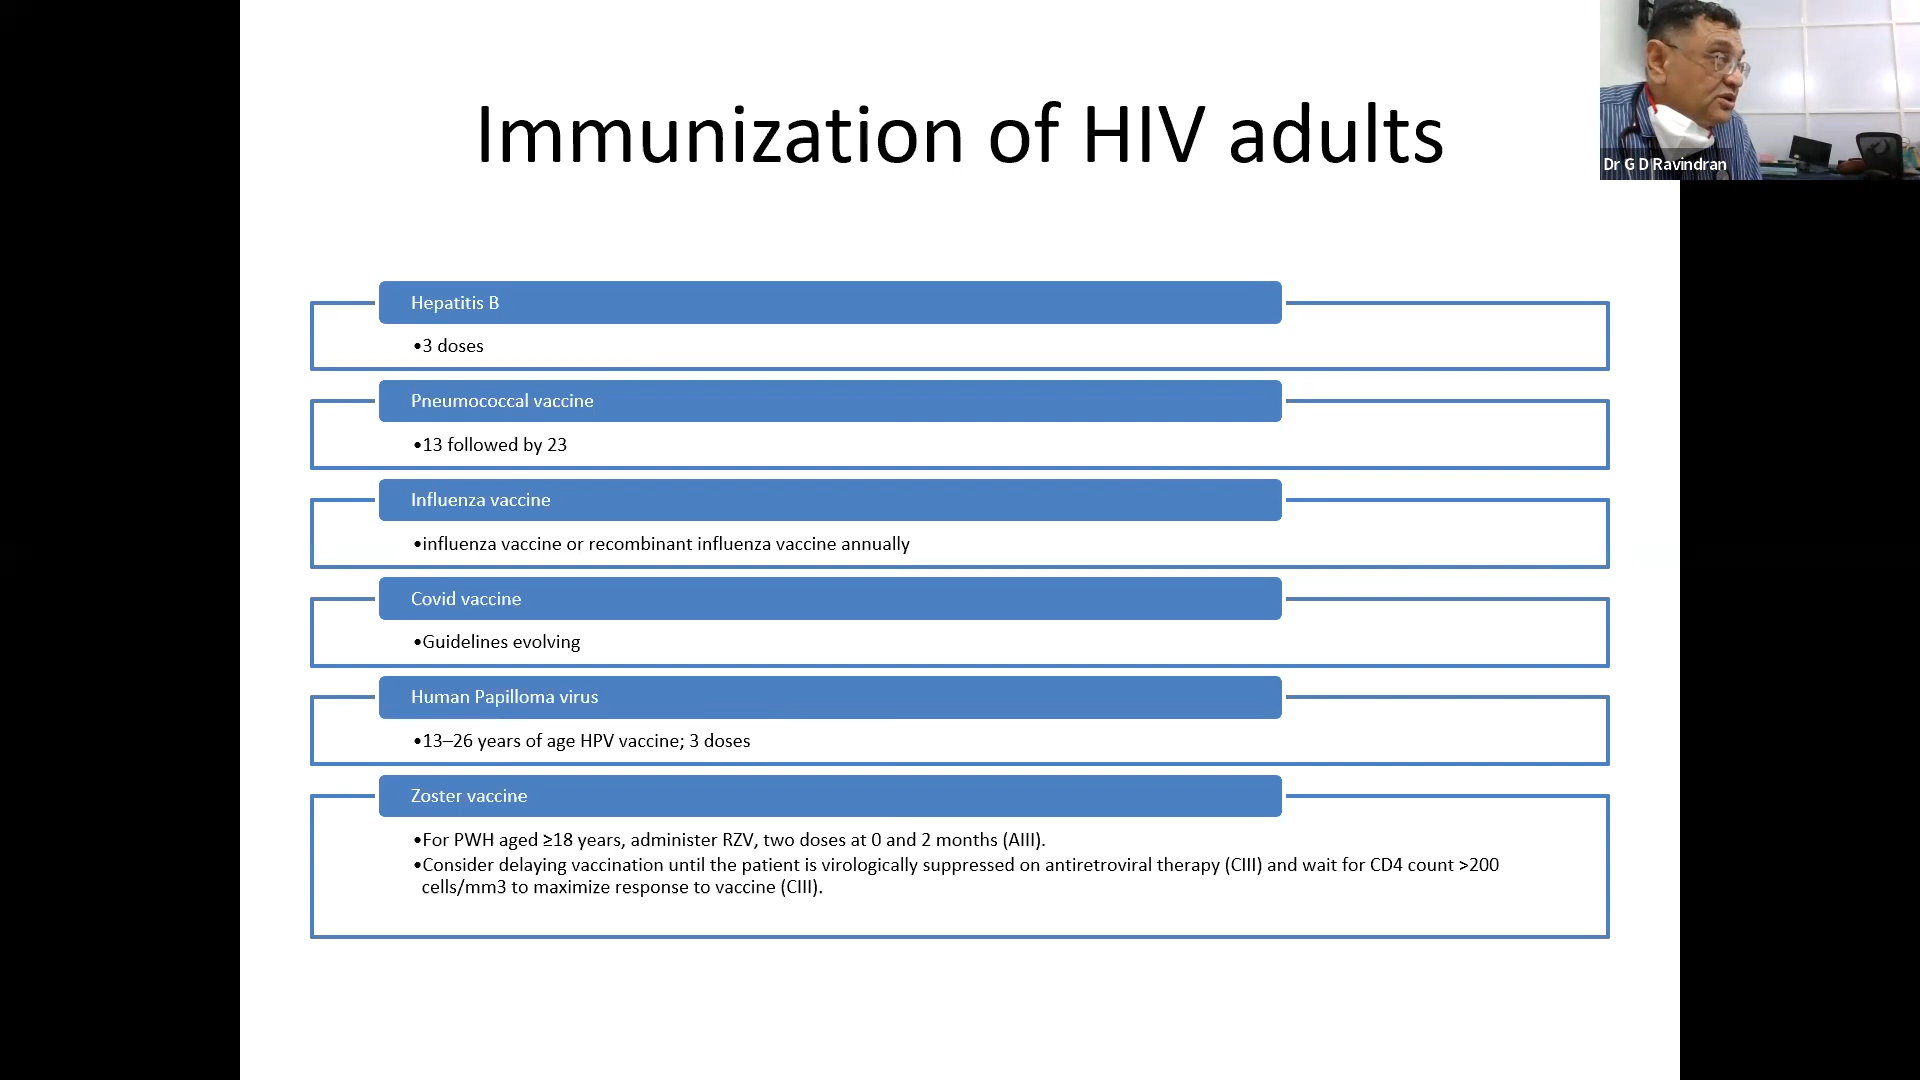 Immunization of HIV adults
Dr G D Ravindran
Hepatitis B
•3 doses
Pneumococcal vaccine
•13 followed by 23
Influenza vaccine
•influenza vaccine or recombinant influenza vaccine annually
Covid vaccine
•Guidelines evolving
Human Papilloma virus
•13–26 years of age HPV vaccine; 3 doses
Zoster vaccine
•For PWH aged ≥18 years, administer RZV, two doses at 0 and 2 months (AIII).
•Consider delaying vaccination until the patient is virologically suppressed on antiretroviral therapy (CIII) and wait for CD4 count >200
cells/mm3 to maximize response to vaccine (CIII).